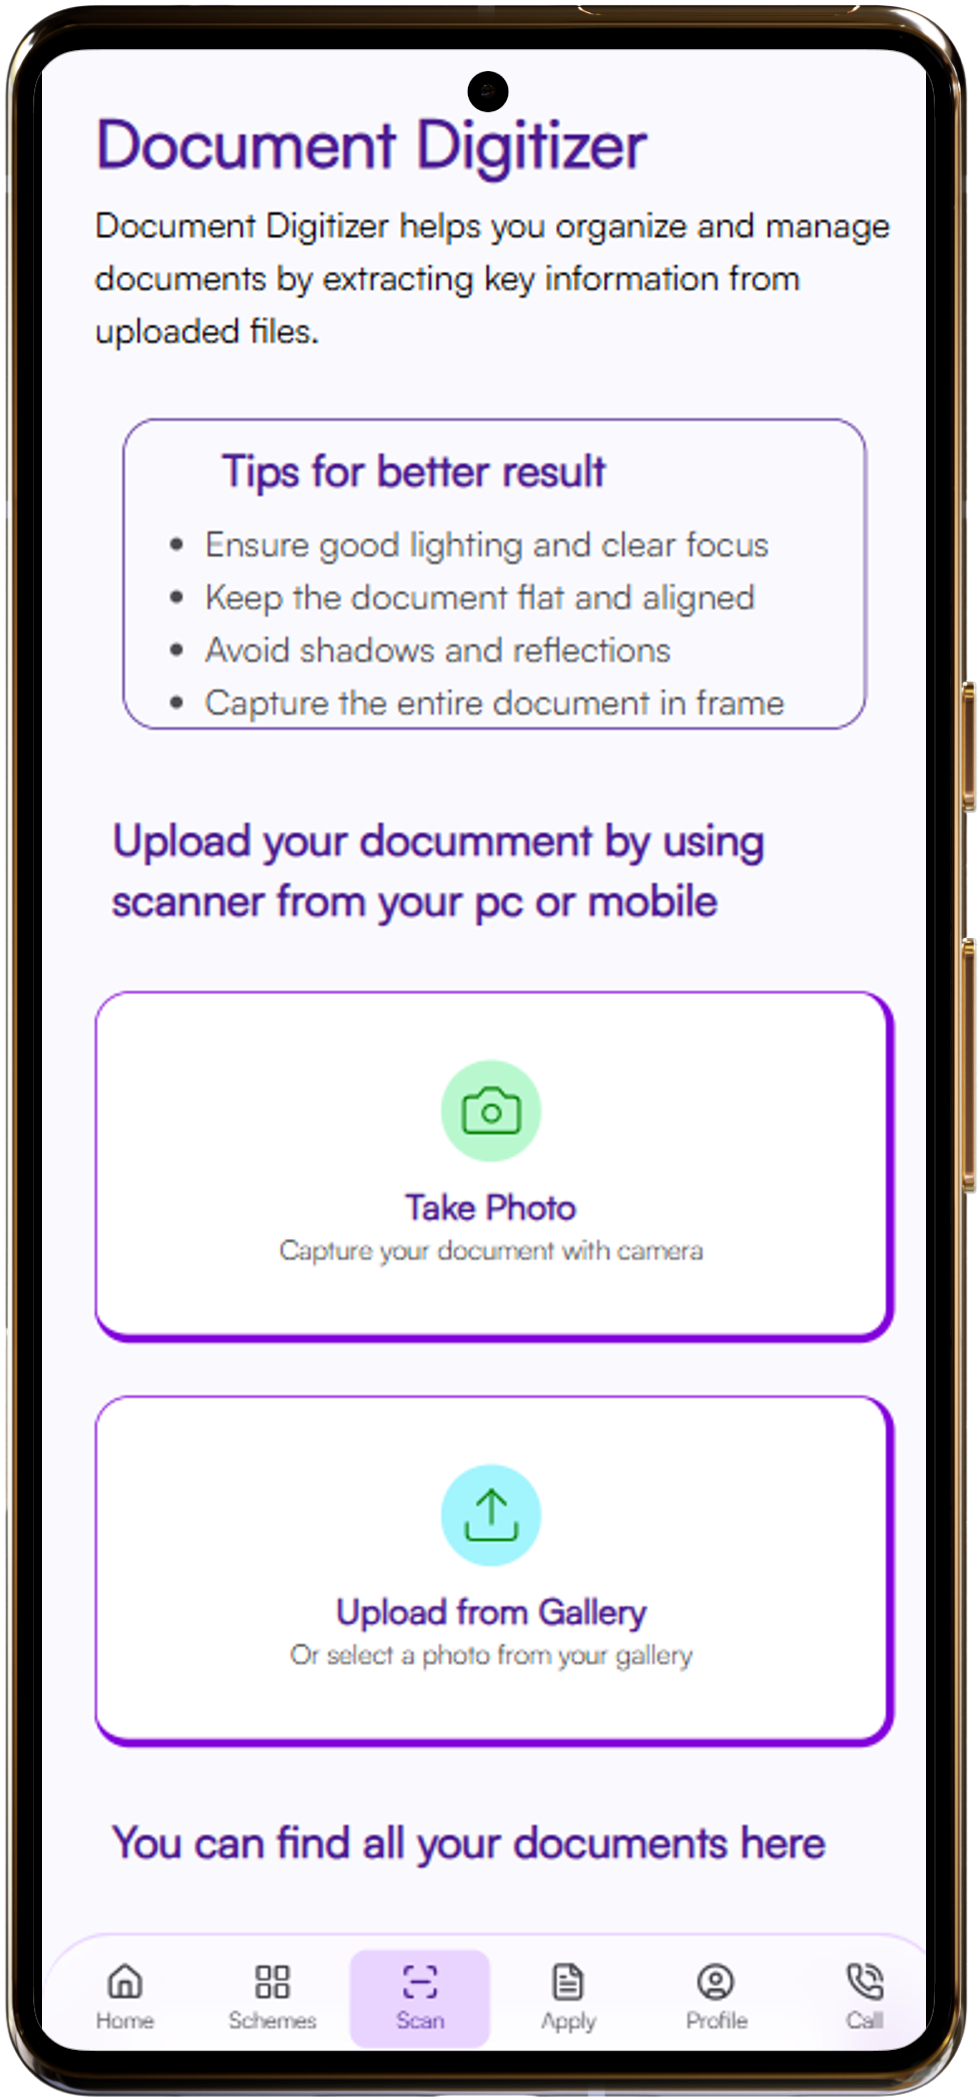 Document Digitizer
Document Digitizer helps you organize and manage
documents by extracting key information from
uploaded files.
Tips for better result
• Ensure good lighting and clear focus
• Keep the document flat and aligned
• Avoid shadows and reflections
• Capture the entire document in frame
Upload your documment by using
scanner from your pc or mobile
Take Photo
Capture your document with camera
Upload from Gallery
Or select a photo from your gallery
You can find all your documents here
Home Schemes Scan Apply Profile Call